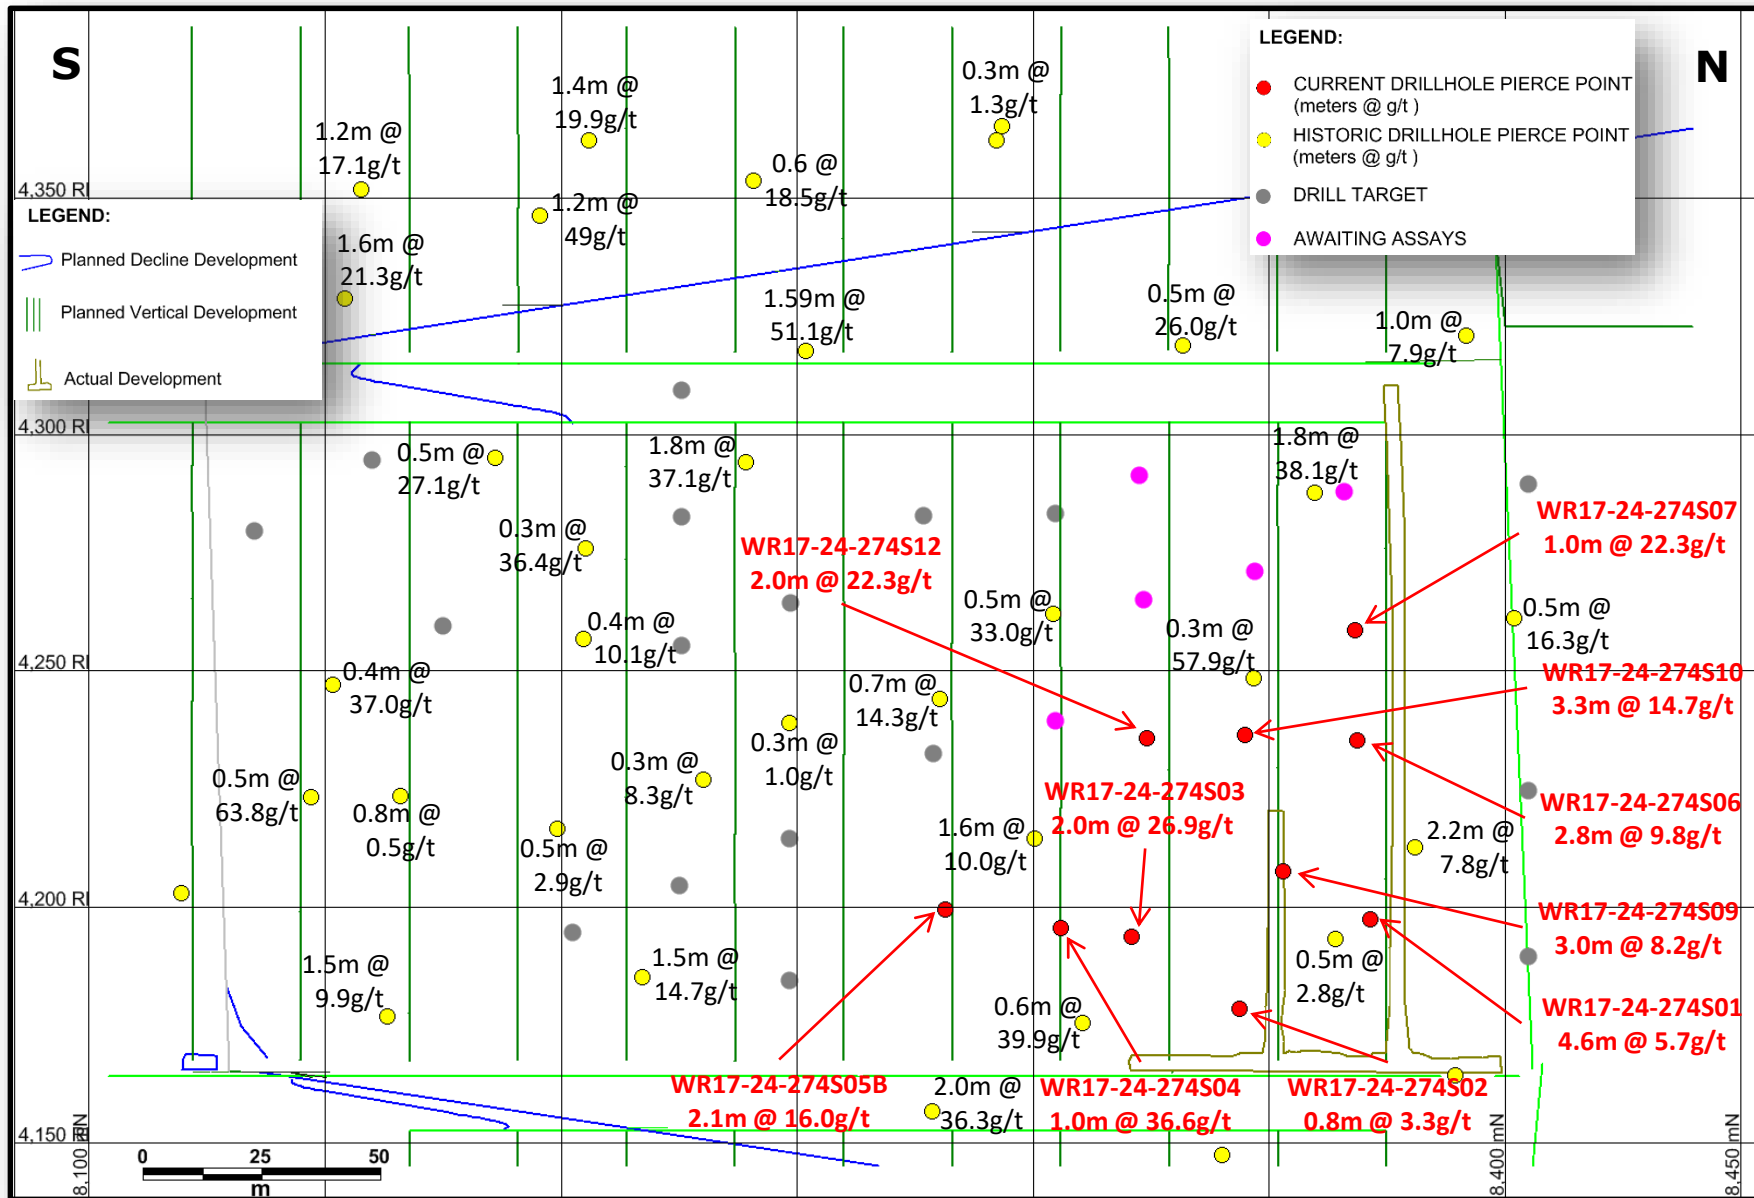 S
N
LEGEND:
CURRENT DRILLHOLE PIERCE POINT
(meters @ g/t )
HISTORIC DRILLHOLE PIERCE POINT
(meters @ g/t )
DRILL TARGET
AWAITING ASSAYS
LEGEND:
Planned Decline Development
Planned Vertical Development
Actual Development
1.4m @
19.9g/t
0.3m @
1.3g/t
1.2m @
17.1g/t
0.6 @
18.5g/t
4,350 Rl
1.2m @
49g/t
1.6m @
21.3g/t
1.59m @
51.1g/t
0.5m @
26.0g/t
1.0m @
7.9g/t
4,300 Rl
0.5m @
27.1g/t
1.8m @
37.1g/t
1.8m @
38.1g/t
0.3m @
36.4g/t
WR17-24-274S12
2.0m @ 22.3g/t
WR17-24-274S07
1.0m @ 22.3g/t
0.4m @
10.1g/t
0.5m @
33.0g/t
0.3m @
57.9g/t
0.5m @
16.3g/t
4,250 Rl
0.4m @
37.0g/t
0.7m @
14.3g/t
WR17-24-274S10
3.3m @ 14.7g/t
0.3m @
1.0g/t
0.3m @
8.3g/t
0.5m @
63.8g/t
0.8m @
0.5g/t
WR17-24-274S03
2.0m @ 26.9g/t
WR17-24-274S06
2.8m @ 9.8g/t
0.5m @
2.9g/t
1.6m @
10.0g/t
2.2m @
7.8g/t
4,200 Rl
WR17-24-274S09
3.0m @ 8.2g/t
1.5m @
9.9g/t
1.5m @
14.7g/t
0.5m @
2.8g/t
0.6m @
39.9g/t
WR17-24-274S01
4.6m @ 5.7g/t
WR17-24-274S05B
2.1m @ 16.0g/t
2.0m @
36.3g/t
WR17-24-274S04
1.0m @ 36.6g/t
WR17-24-274S02
0.8m @ 3.3g/t
4,150 Rl
0 25 50
m
8,100 mN
8,400 mN
8,450 mN